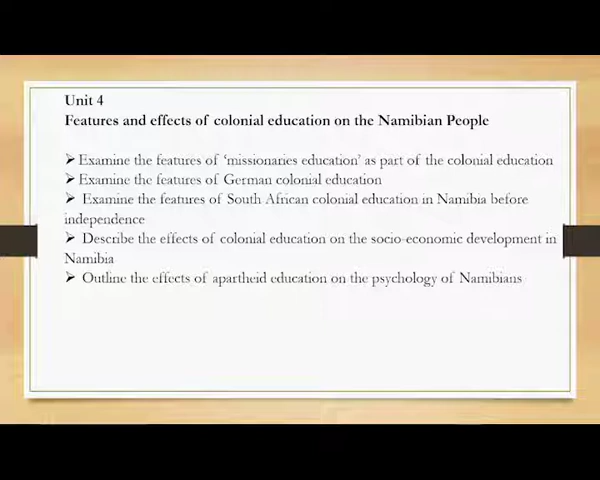 Unit 4
Features and effects of colonial education on the Namibian People
➢Examine the features of ‘missionaries education’ as part of the colonial education
➢Examine the features of German colonial education
➢ Examine the features of South African colonial education in Namibia before
independence
➢ Describe the effects of colonial education on the socio-economic development in
Namibia
➢ Outline the effects of apartheid education on the psychology of Namibians